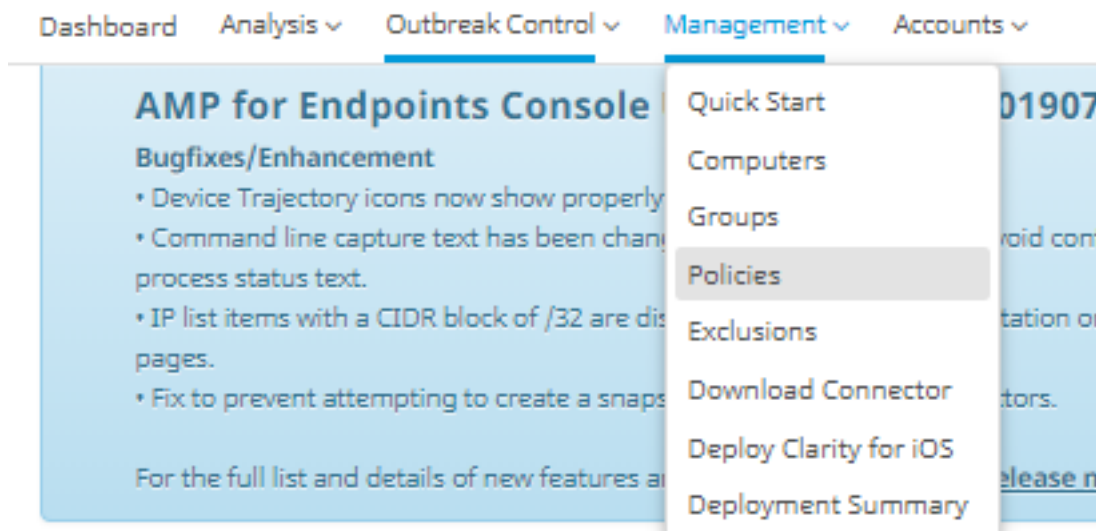 Dashboard Analysis Outbreak Control Management Accounts
AMP for Endpoints Console 01907
Bugfixes/Enhancement
• Device Trajectory icons now show properly
• Command line capture text has been chan void con
process status text.
• IP list items with a CIDR block of /32 are dis tation o
pages.
• Fix to prevent attempting to create a snaps tors.
For the full list and details of new features a elease n
Quick Start
Computers
Groups
Policies
Exclusions
Download Connector
Deploy Clarity for iOS
Deployment Summary